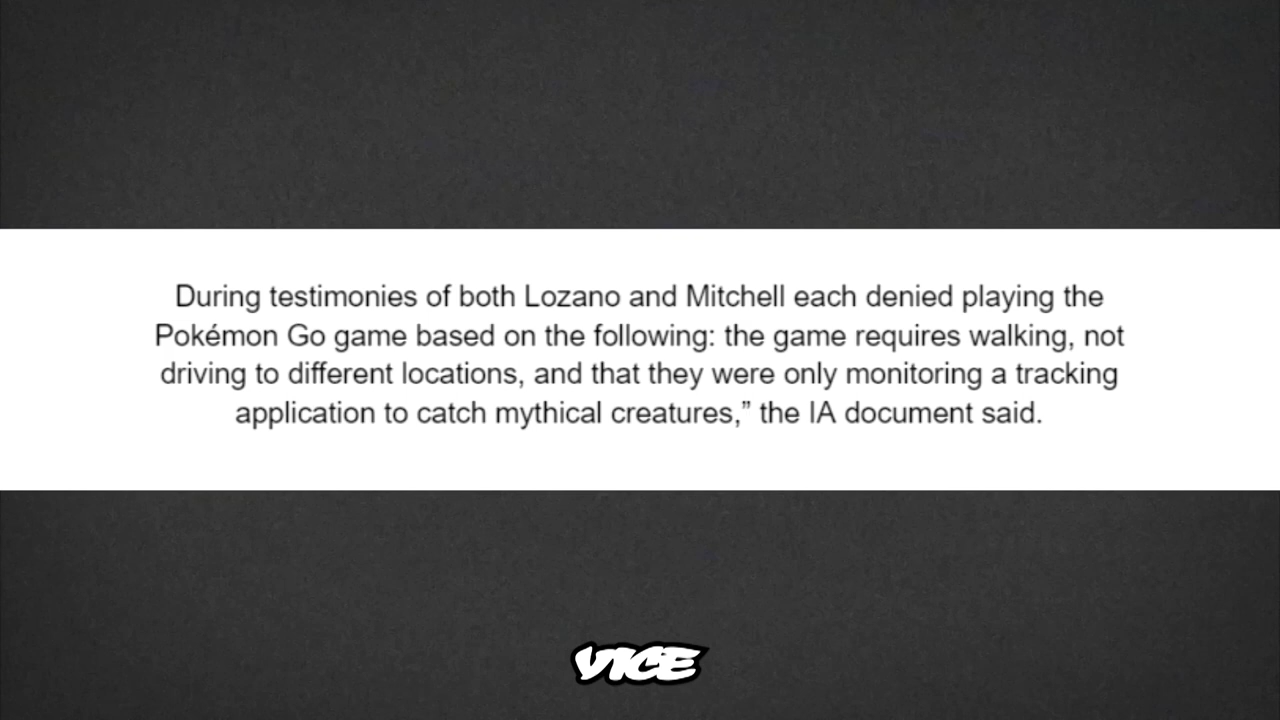 During testimonies of both Lozano and Mitchell each denied playing the
Pokémon Go game based on the following: the game requires walking, not
driving to different locations, and that they were only monitoring a tracking
application to catch mythical creatures,” the IA document said.
VICE